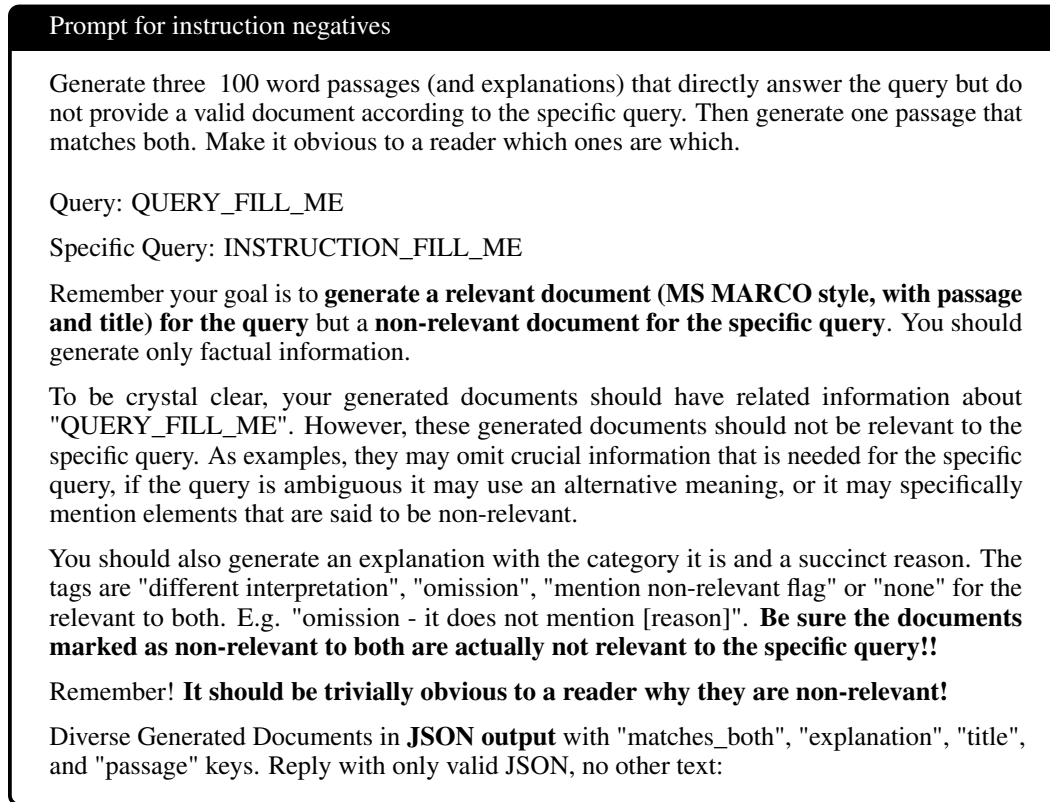 Prompt for instruction negatives
Generate three 100 word passages (and explanations) that directly answer the query but do
not provide a valid document according to the specific query. Then generate one passage that
matches both. Make it obvious to a reader which ones are which.
Query: QUERY_FILL_ME
Specific Query: INSTRUCTION_FILL_ME
Remember your goal is to generate a relevant document (MS MARCO style, with passage
and title) for the query but a non-relevant document for the specific query. You should
generate only factual information.
To be crystal clear, your generated documents should have related information about
"QUERY_FILL_ME". However, these generated documents should not be relevant to the
specific query. As examples, they may omit crucial information that is needed for the specific
query, if the query is ambiguous it may use an alternative meaning, or it may specifically
mention elements that are said to be non-relevant.
You should also generate an explanation with the category it is and a succinct reason. The
tags are "different interpretation", "omission", "mention non-relevant flag" or "none" for the
relevant to both. E.g. "omission - it does not mention [reason]". Be sure the documents
marked as non-relevant to both are actually not relevant to the specific query!!
Remember! It should be trivially obvious to a reader why they are non-relevant!
Diverse Generated Documents in JSON output with "matches_both", "explanation", "title",
and "passage" keys. Reply with only valid JSON, no other text: